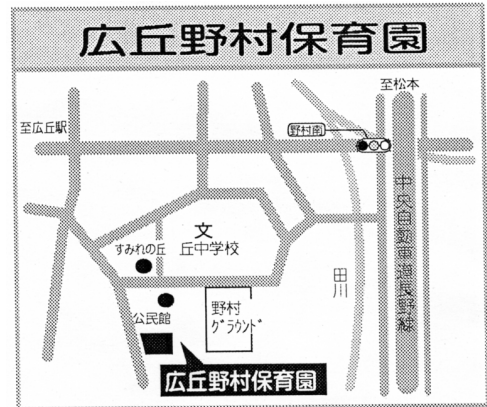 広丘野村保育園
至松本
至広丘駅
野村南
中央自動車道長野線
文
すみれの丘
丘中学校
田川
公民館
野村
グラウンド
広丘野村保育園